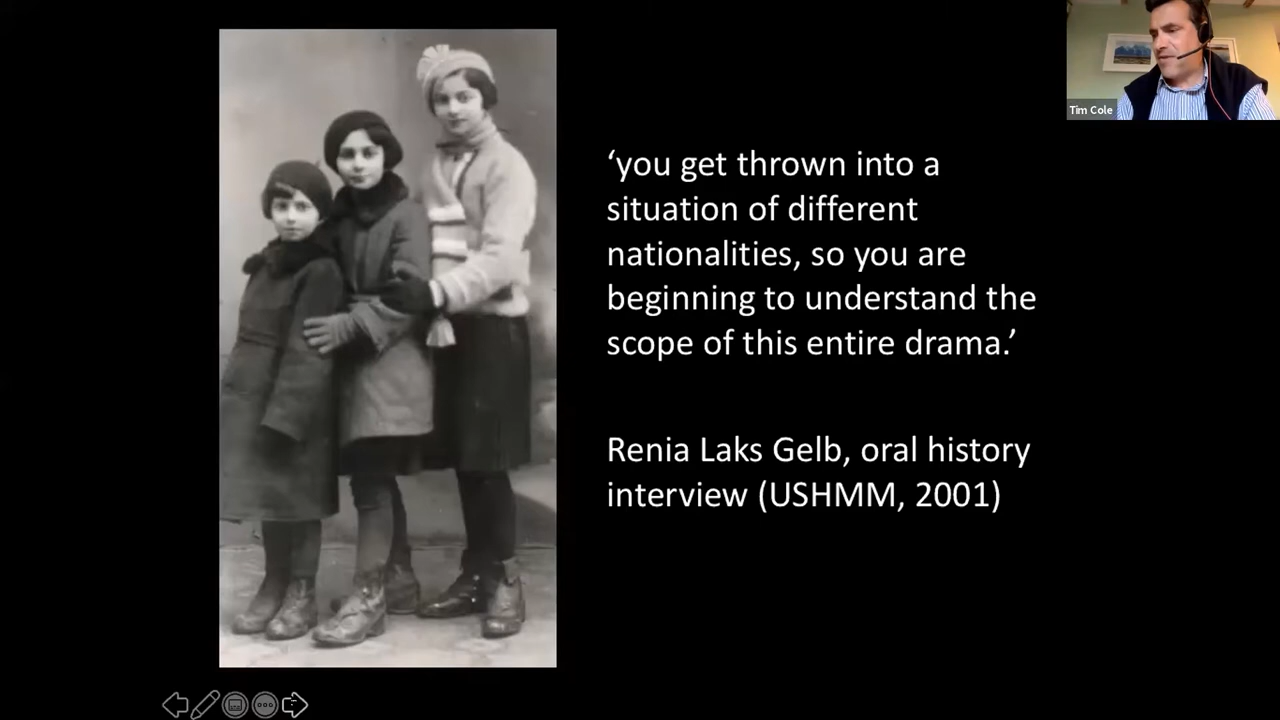 Tim Cole
‘you get thrown into a
situation of different
nationalities, so you are
beginning to understand the
scope of this entire drama.’
Renia Laks Gelb, oral history
interview (USHMM, 2001)